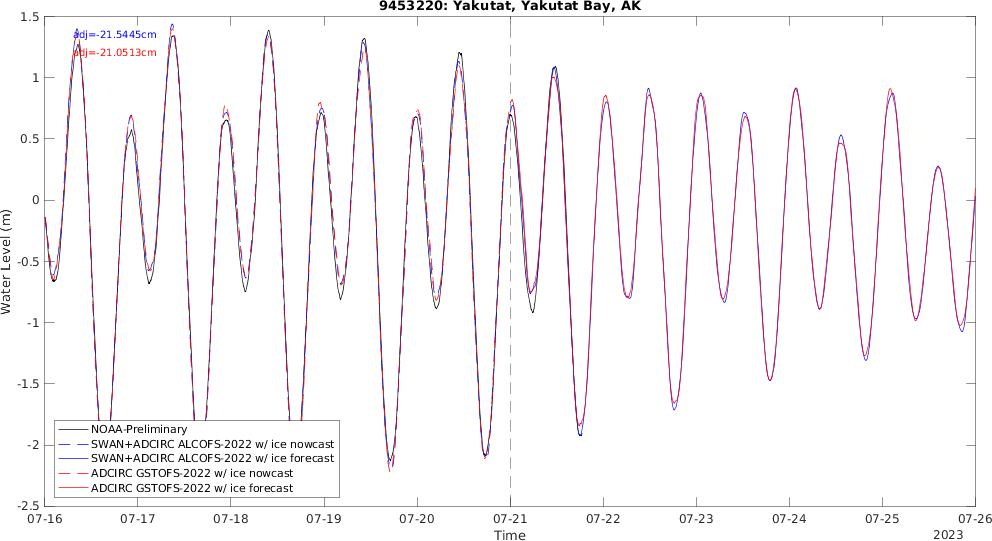 9453220: Yakutat, Yakutat Bay, AK
adj=-21.5445cm
adj=-21.0513cm
Water Level (m)
1.5
1
0.5
0
-0.5
-1
-1.5
-2
-2.5
NOAA-Preliminary
SWAN+ADCIRC ALCOFS-2022 w/ ice nowcast
SWAN+ADCIRC ALCOFS-2022 w/ ice forecast
ADCIRC GSTOFS-2022 w/ ice nowcast
ADCIRC GSTOFS-2022 w/ ice forecast
07-16 07-17 07-18 07-19 07-20 07-21 07-22 07-23 07-24 07-25 07-26
Time
2023